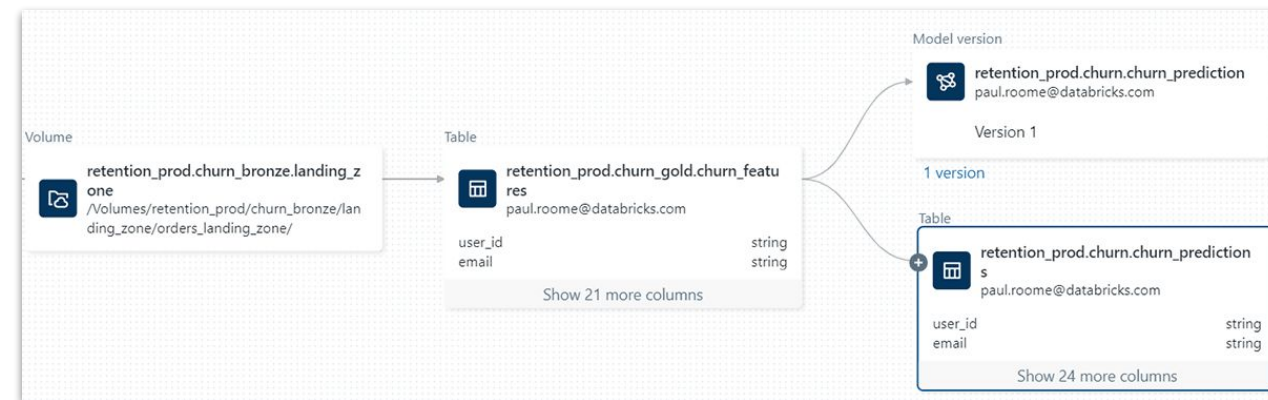 Volume
retention_prod.churn_bronze.landing_z
one
/Volumes/retention_prod/churn_bronze/lan
ding_zone/orders_landing_zone/
Table
retention_prod.churn_gold.churn_featu
res
paul.roome@databricks.com
user_id string
email string
Show 21 more columns
Model version
retention_prod.churn.churn_prediction
paul.roome@databricks.com
Version 1
1 version
Table
retention_prod.churn.churn_prediction
s
paul.roome@databricks.com
user_id string
email string
Show 24 more columns